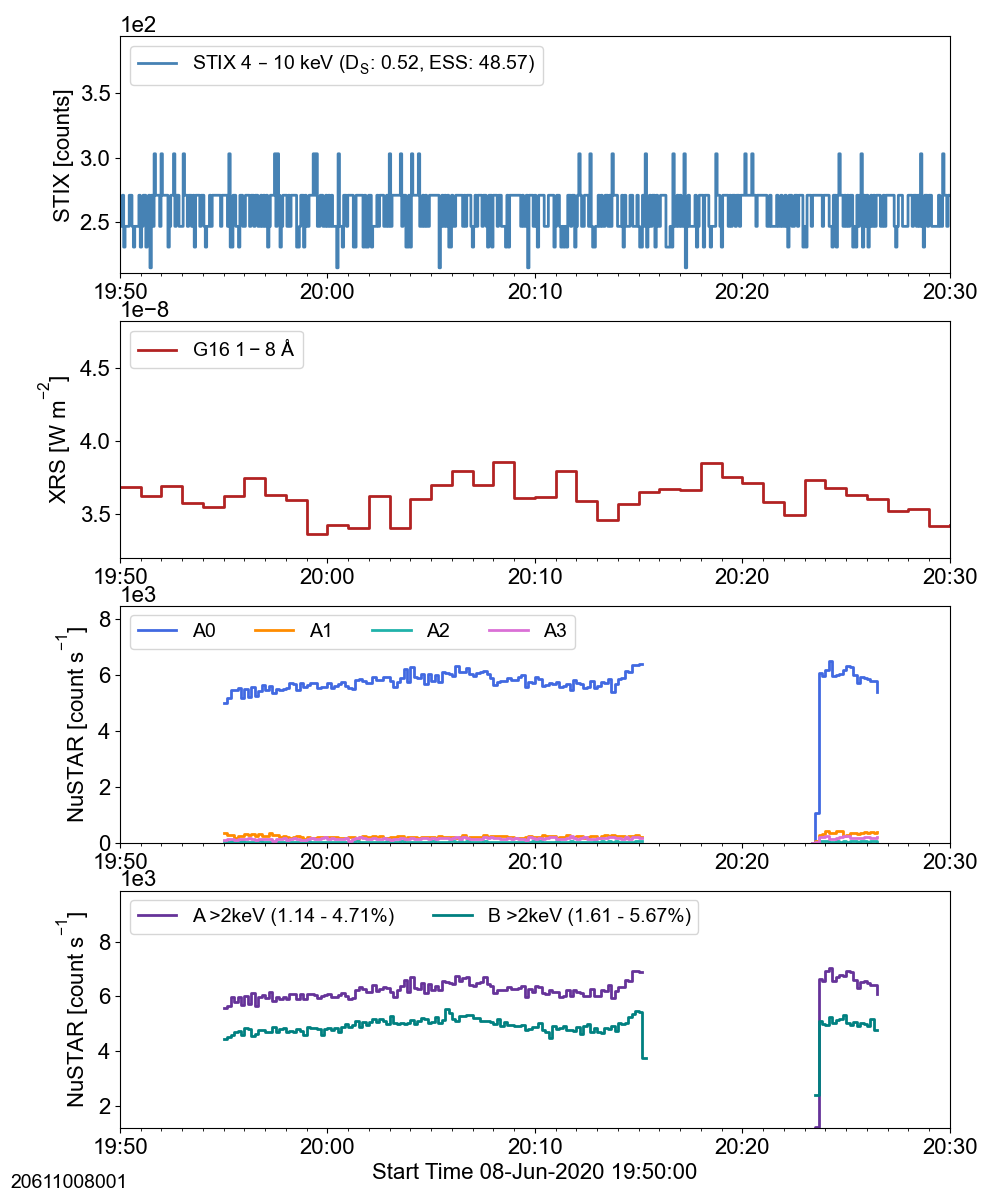 1e2
STIX 4 – 10 keV (DS: 0.52, ESS: 48.57)
STIX [counts]
3.5
3.0
2.5
19:50 20:00 20:10 20:20 20:30
1e−8
G16 1 – 8 Å
XRS [W m−2]
4.5
4.0
3.5
19:50 20:00 20:10 20:20 20:30
1e3
A0 A1 A2 A3
NuSTAR [count s−1]
8
6
4
2
0
19:50 20:00 20:10 20:20 20:30
1e3
A >2keV (1.14 - 4.71%) B >2keV (1.61 - 5.67%)
NuSTAR [count s−1]
8
6
4
2
19:50 20:00 20:10 20:20 20:30
Start Time 08-Jun-2020 19:50:00
20611008001